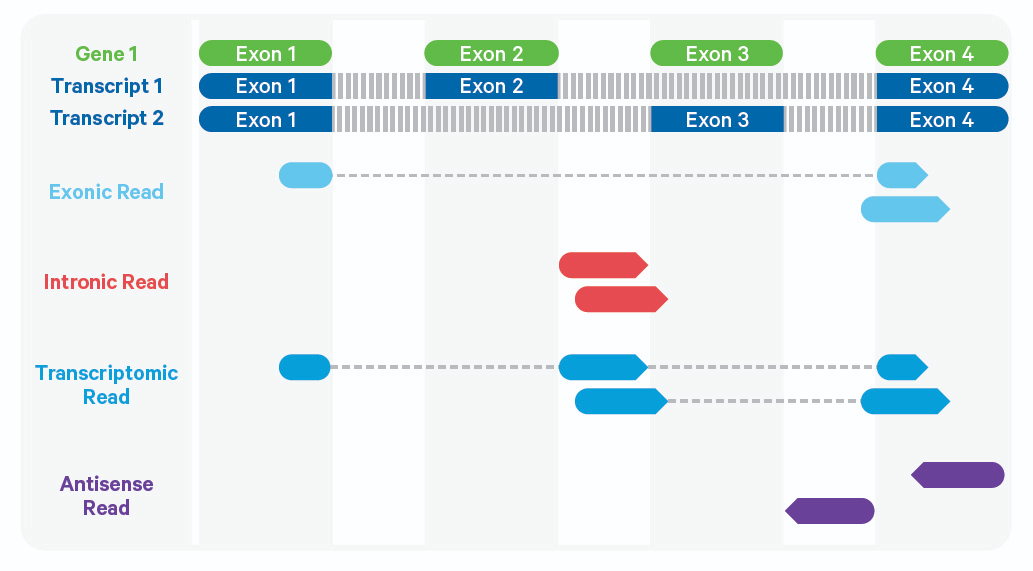 Gene 1 Exon 1 Exon 2 Exon 3 Exon 4
Transcript 1 Exon 1 Exon 2 Exon 4
Transcript 2 Exon 1 Exon 3 Exon 4
Exonic Read
Intronic Read
Transcriptomic
Read
Antisense
Read